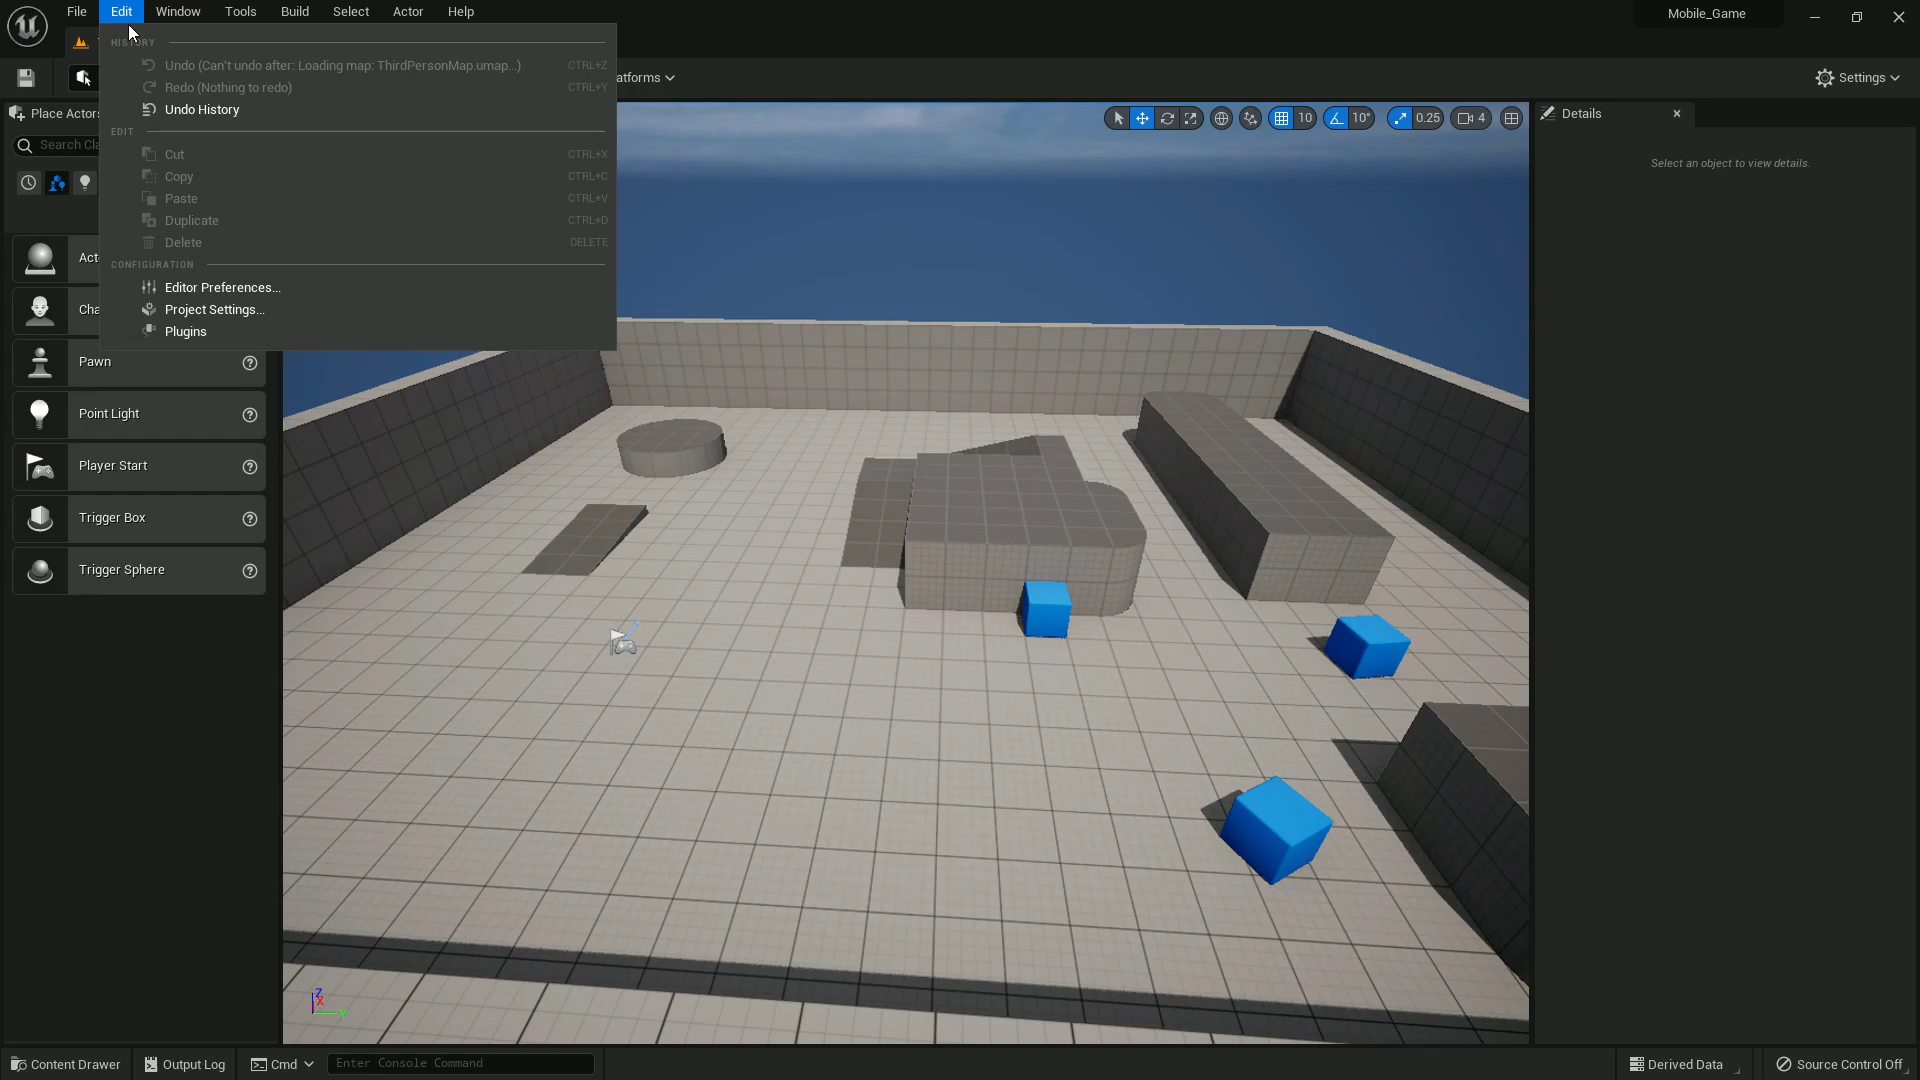 File Edit Window Tools Build Select Actor Help
Mobile_Game
HISTORY
Undo (Can't undo after: Loading map: ThirdPersonMap.umap...) CTRL+Z
Redo (Nothing to redo) CTRL+Y
Undo History
EDIT
Cut CTRL+X
Copy CTRL+C
Paste CTRL+V
Duplicate CTRL+D
Delete DELETE
CONFIGURATION
Editor Preferences...
Project Settings...
Plugins
atforms
Settings
Place Actors
Search Cla
10 10° 0.25 4
Details
Select an object to view details.
Act
Cha
Pawn
Point Light
Player Start
Trigger Box
Trigger Sphere
Z
X
Y
Content Drawer Output Log Cmd Enter Console Command
Derived Data Source Control Off